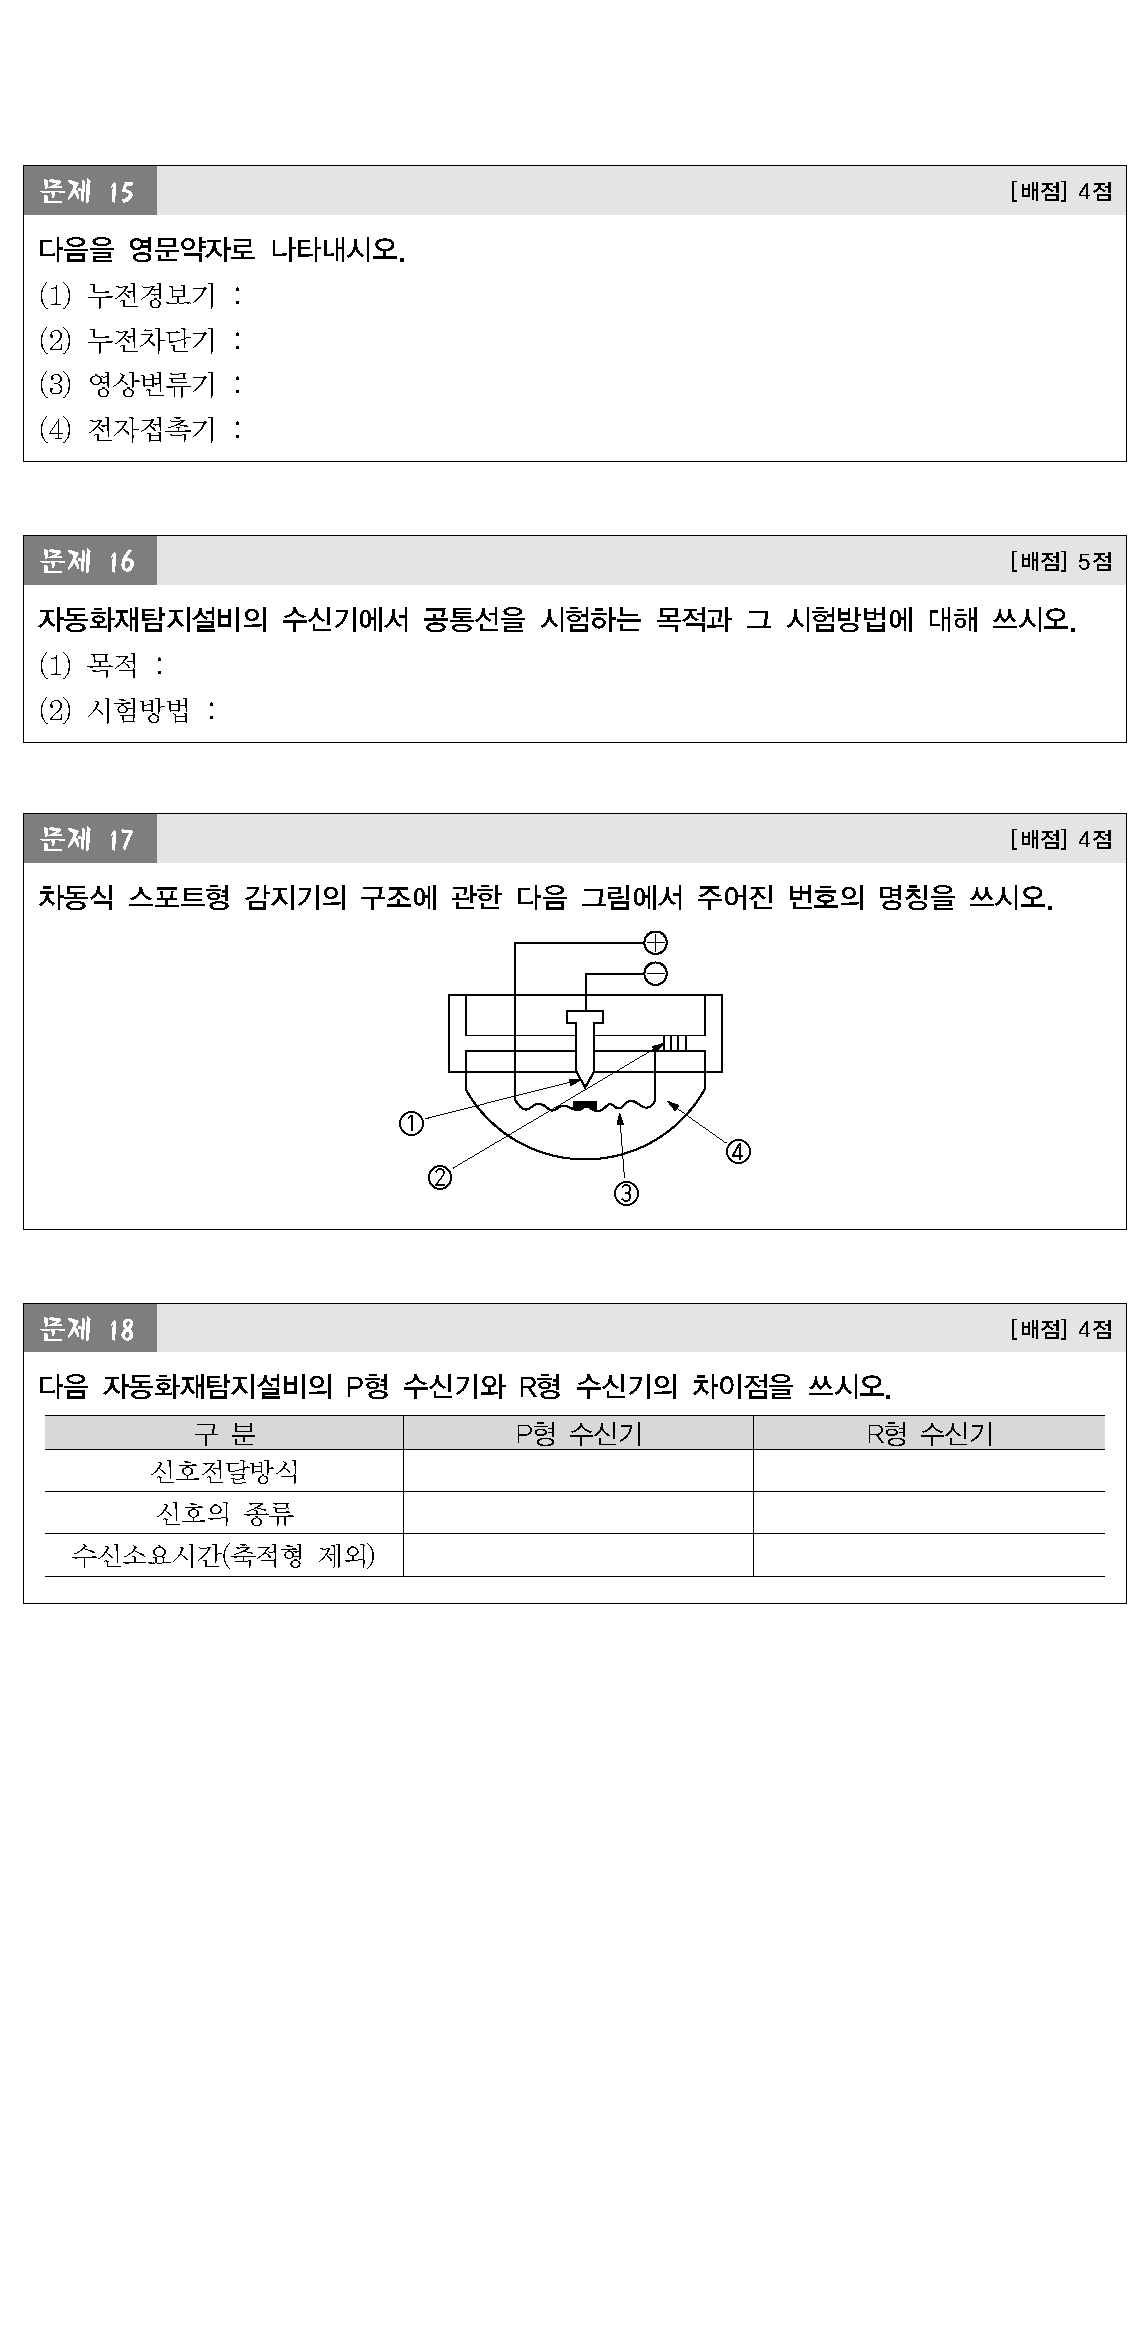 문제 15 [배점] 4점
다음을 영문약자로 나타내시오.
(1) 누전경보기 :
(2) 누전차단기 :
(3) 영상변류기 :
(4) 전자접촉기 :
문제 16 [배점] 5점
자동화재탐지설비의 수신기에서 공통선을 시험하는 목적과 그 시험방법에 대해 쓰시오.
(1) 목적 :
(2) 시험방법 :
문제 17 [배점] 4점
차동식 스포트형 감지기의 구조에 관한 다음 그림에서 주어진 번호의 명칭을 쓰시오.
⊕
⊖
①
②
③
④
문제 18 [배점] 4점
다음 자동화재탐지설비의 P형 수신기와 R형 수신기의 차이점을 쓰시오.
구 분 P형 수신기 R형 수신기
신호전달방식
신호의 종류
수신소요시간(축적형 제외)